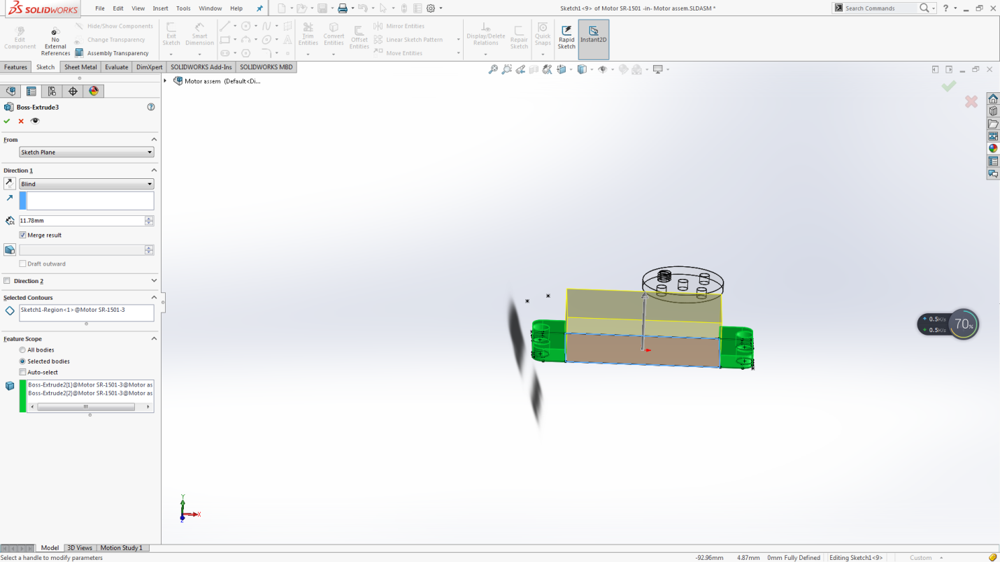 SOLIDWORKS File Edit View Insert Tools Window Help Sketch1<9> of Motor SR-1501 -in- Motor assem.SLDASM * Search Commands ?
Edit Component
No External References
Hide/Show Components
Change Transparency
Assembly Transparency
Exit Sketch
Smart Dimension
Trim Entities
Convert Entities
Offset Entities
Mirror Entities
Linear Sketch Pattern
Move Entities
Display/Delete Relations
Repair Sketch
Quick Snaps
Rapid Sketch
Instant2D
Features Sketch Sheet Metal Evaluate DimXpert SOLIDWORKS Add-Ins SOLIDWORKS MBD
Motor assem (Default<Di...
Boss-Extrude3 ?
From
Sketch Plane
Direction 1
Blind
D1
11.78mm
Merge result
Draft outward
Direction 2
Selected Contours
Sketch1-Region<1>@Motor SR-1501-3
Feature Scope
All bodies
Selected bodies
Auto-select
Boss-Extrude2[1]@Motor SR-1501-3@Motor as
Boss-Extrude2[2]@Motor SR-1501-3@Motor as
0.5K/s
0.5K/s
70%
Y
X
Z
Model 3D Views Motion Study 1
Select a handle to modify parameters -92.96mm 4.87mm 0mm Fully Defined Editing Sketch1<9> Custom